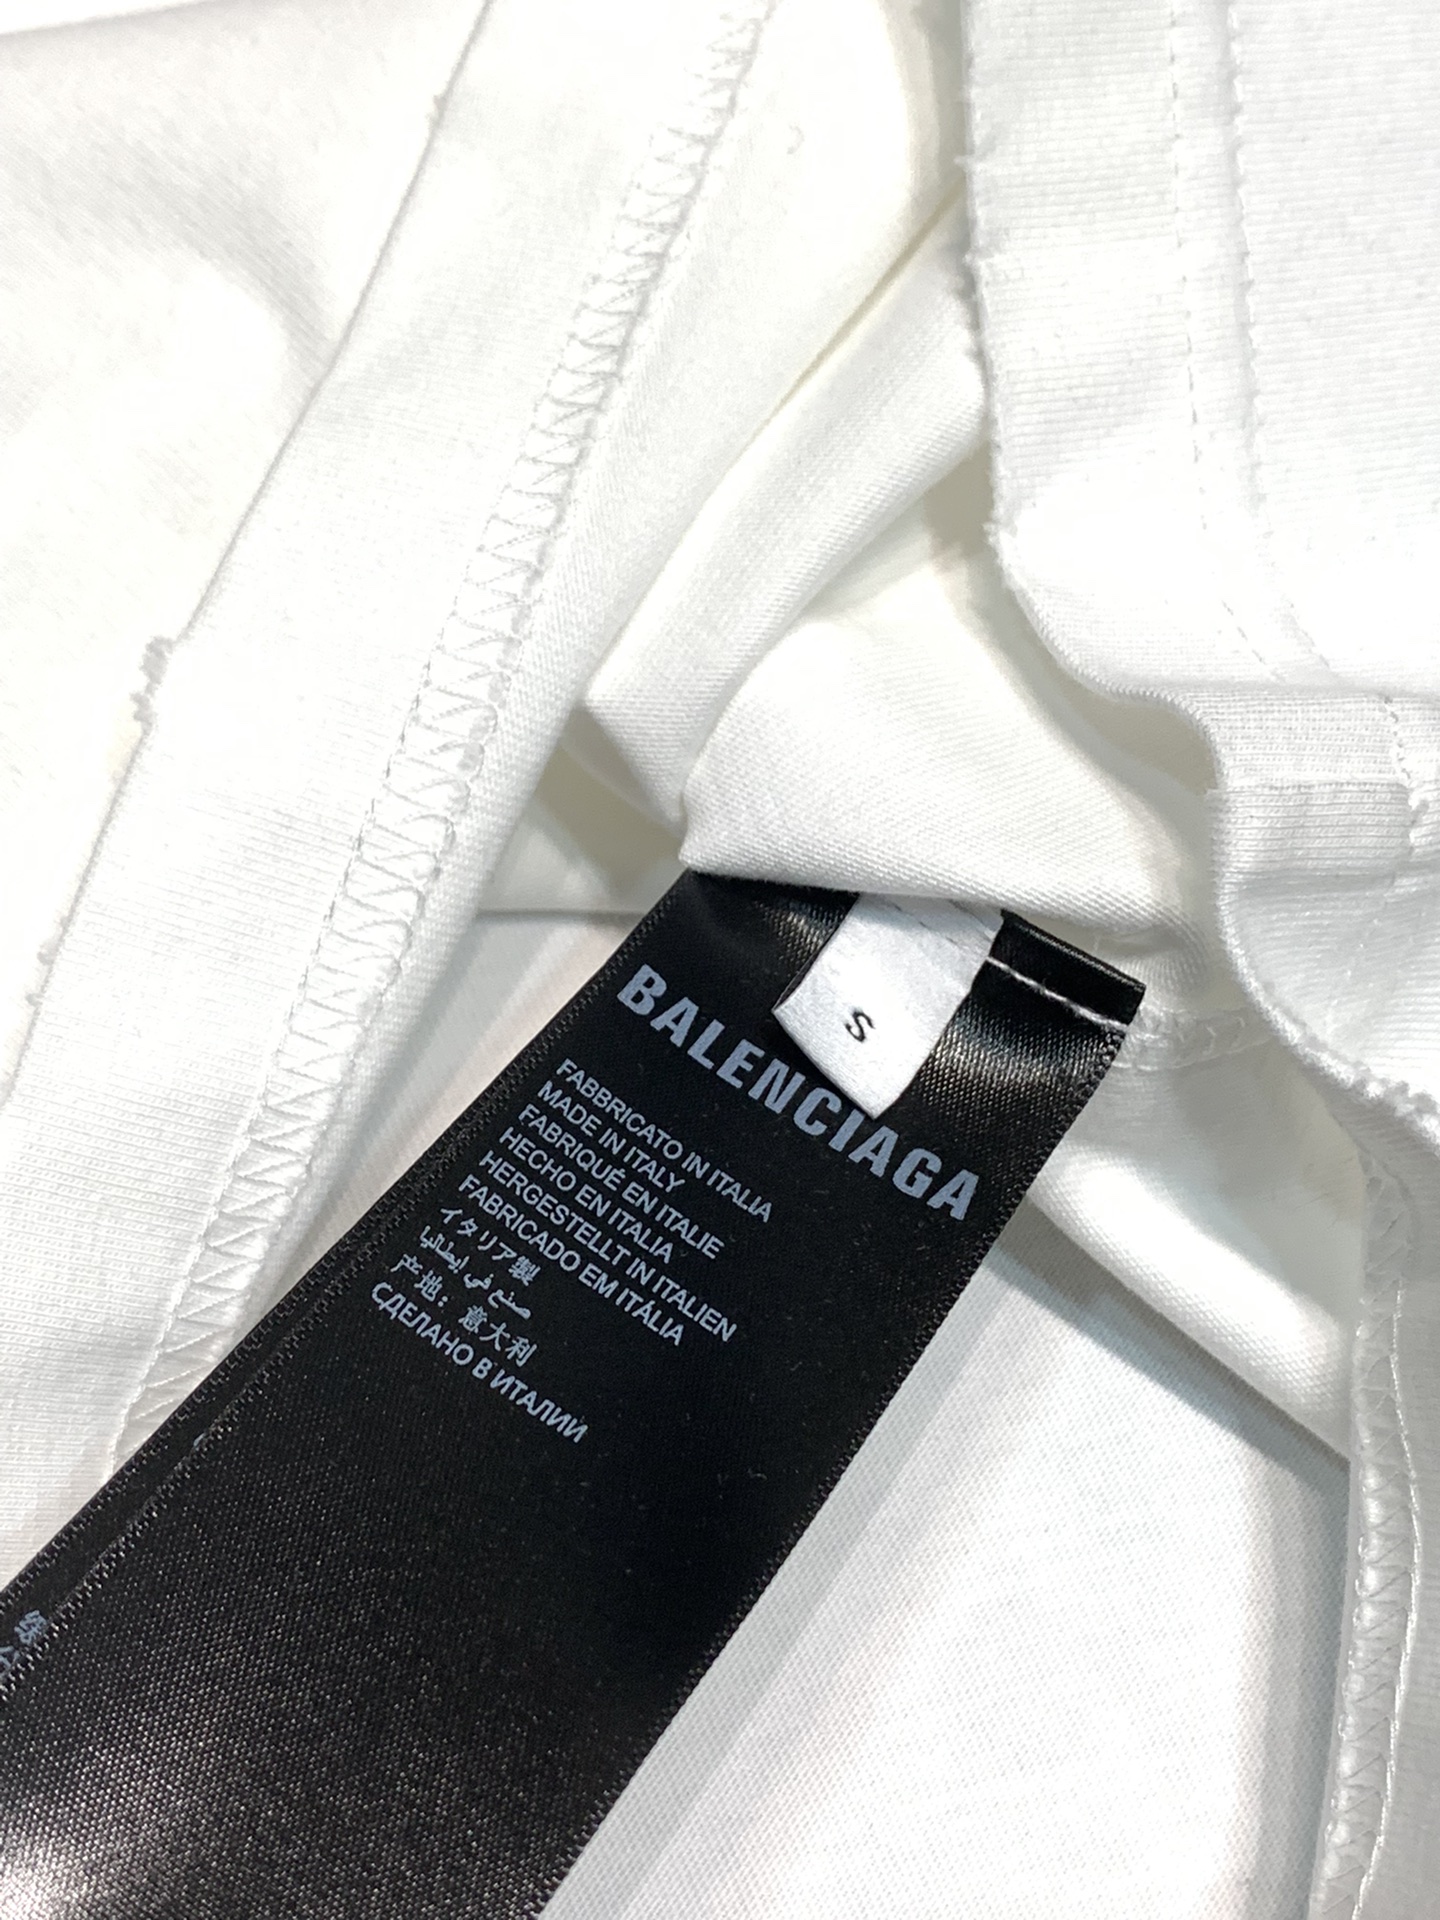 S
BALENCIAGA
FABBRICATO IN ITALIA
MADE IN ITALY
FABRIQUÉ EN ITALIE
HECHO EN ITALIA
HERGESTELLT IN ITALIEN
FABRICADO EM ITÁLIA
イタリア製
صنع في إيطاليا
产地：意大利
СДЕЛАНО В ИТАЛИИ